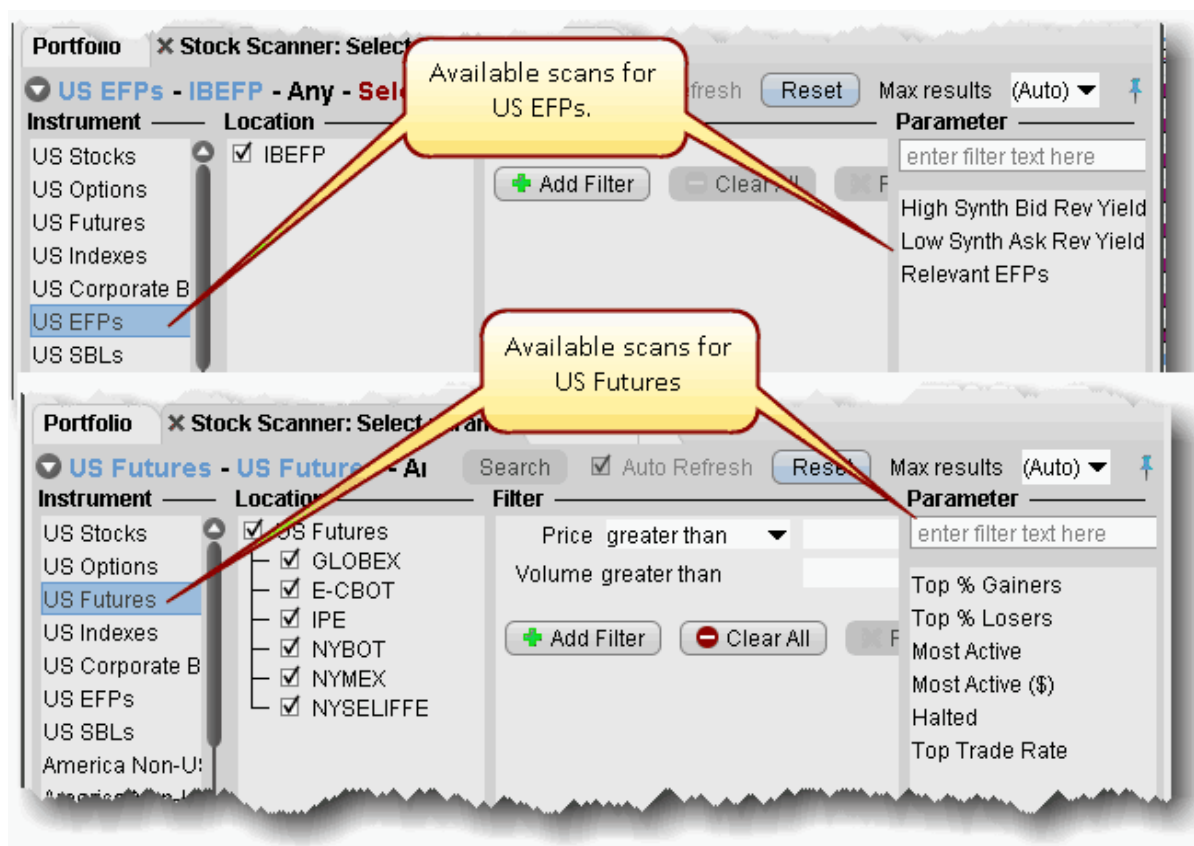 Portfolio
Stock Scanner: Select
Available scans for
US EFPs.
US EFPs - IBEFP - Any -
Reset
Max results (Auto)
Instrument
Location
Parameter
US Stocks
US Options
US Futures
US Indexes
US Corporate B
US EFPs
US SBLs
IBEFP
Add Filter
Clear All
enter filter text here
High Synth Bid Rev Yield
Low Synth Ask Rev Yield
Relevant EFPs
Available scans for
US Futures
Portfolio
Stock Scanner: Select
US Futures - US Futures -
Search
Auto Refresh
Reset
Max results (Auto)
Instrument
Location
Filter
Parameter
US Stocks
US Options
US Futures
US Indexes
US Corporate B
US EFPs
US SBLs
America Non-U
US Futures
GLOBEX
E-CBOT
IPE
NYBOT
NYMEX
NYSELIFFE
Price greater than
Volume greater than
Add Filter
Clear All
enter filter text here
Top % Gainers
Top % Losers
Most Active
Most Active ($)
Halted
Top Trade Rate